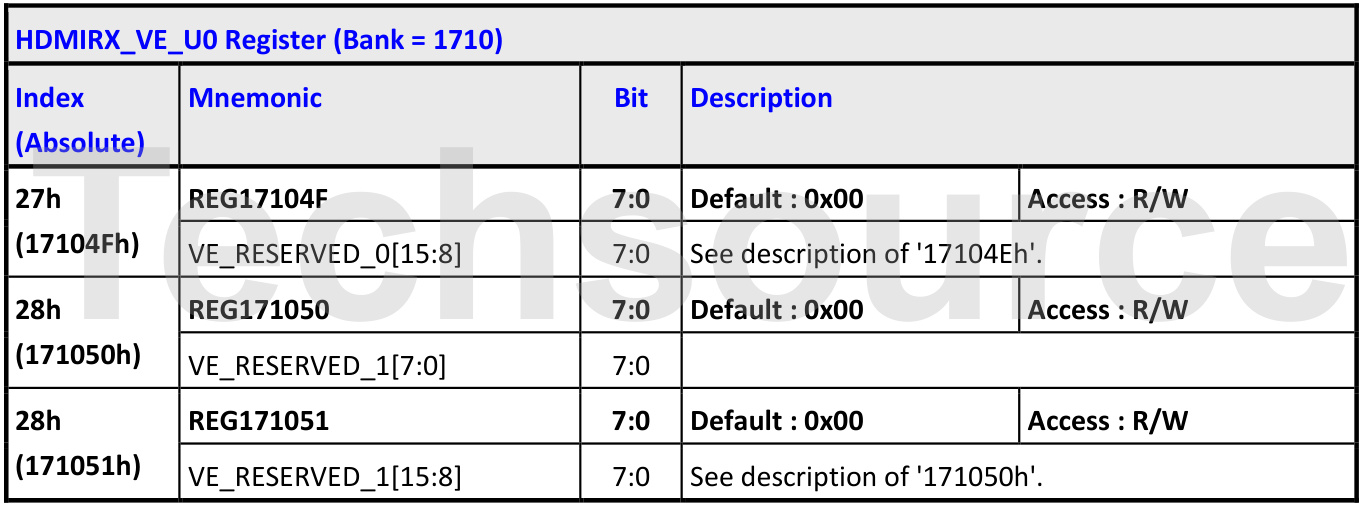 HDMIRX_VE_U0 Register (Bank = 1710)
Index (Absolute) Mnemonic Bit Description
27h (17104Fh) REG17104F 7:0 Default : 0x00 Access : R/W
VE_RESERVED_0[15:8] 7:0 See description of '17104Eh'.
28h (171050h) REG171050 7:0 Default : 0x00 Access : R/W
VE_RESERVED_1[7:0] 7:0
28h (171051h) REG171051 7:0 Default : 0x00 Access : R/W
VE_RESERVED_1[15:8] 7:0 See description of '171050h'.
Techsource